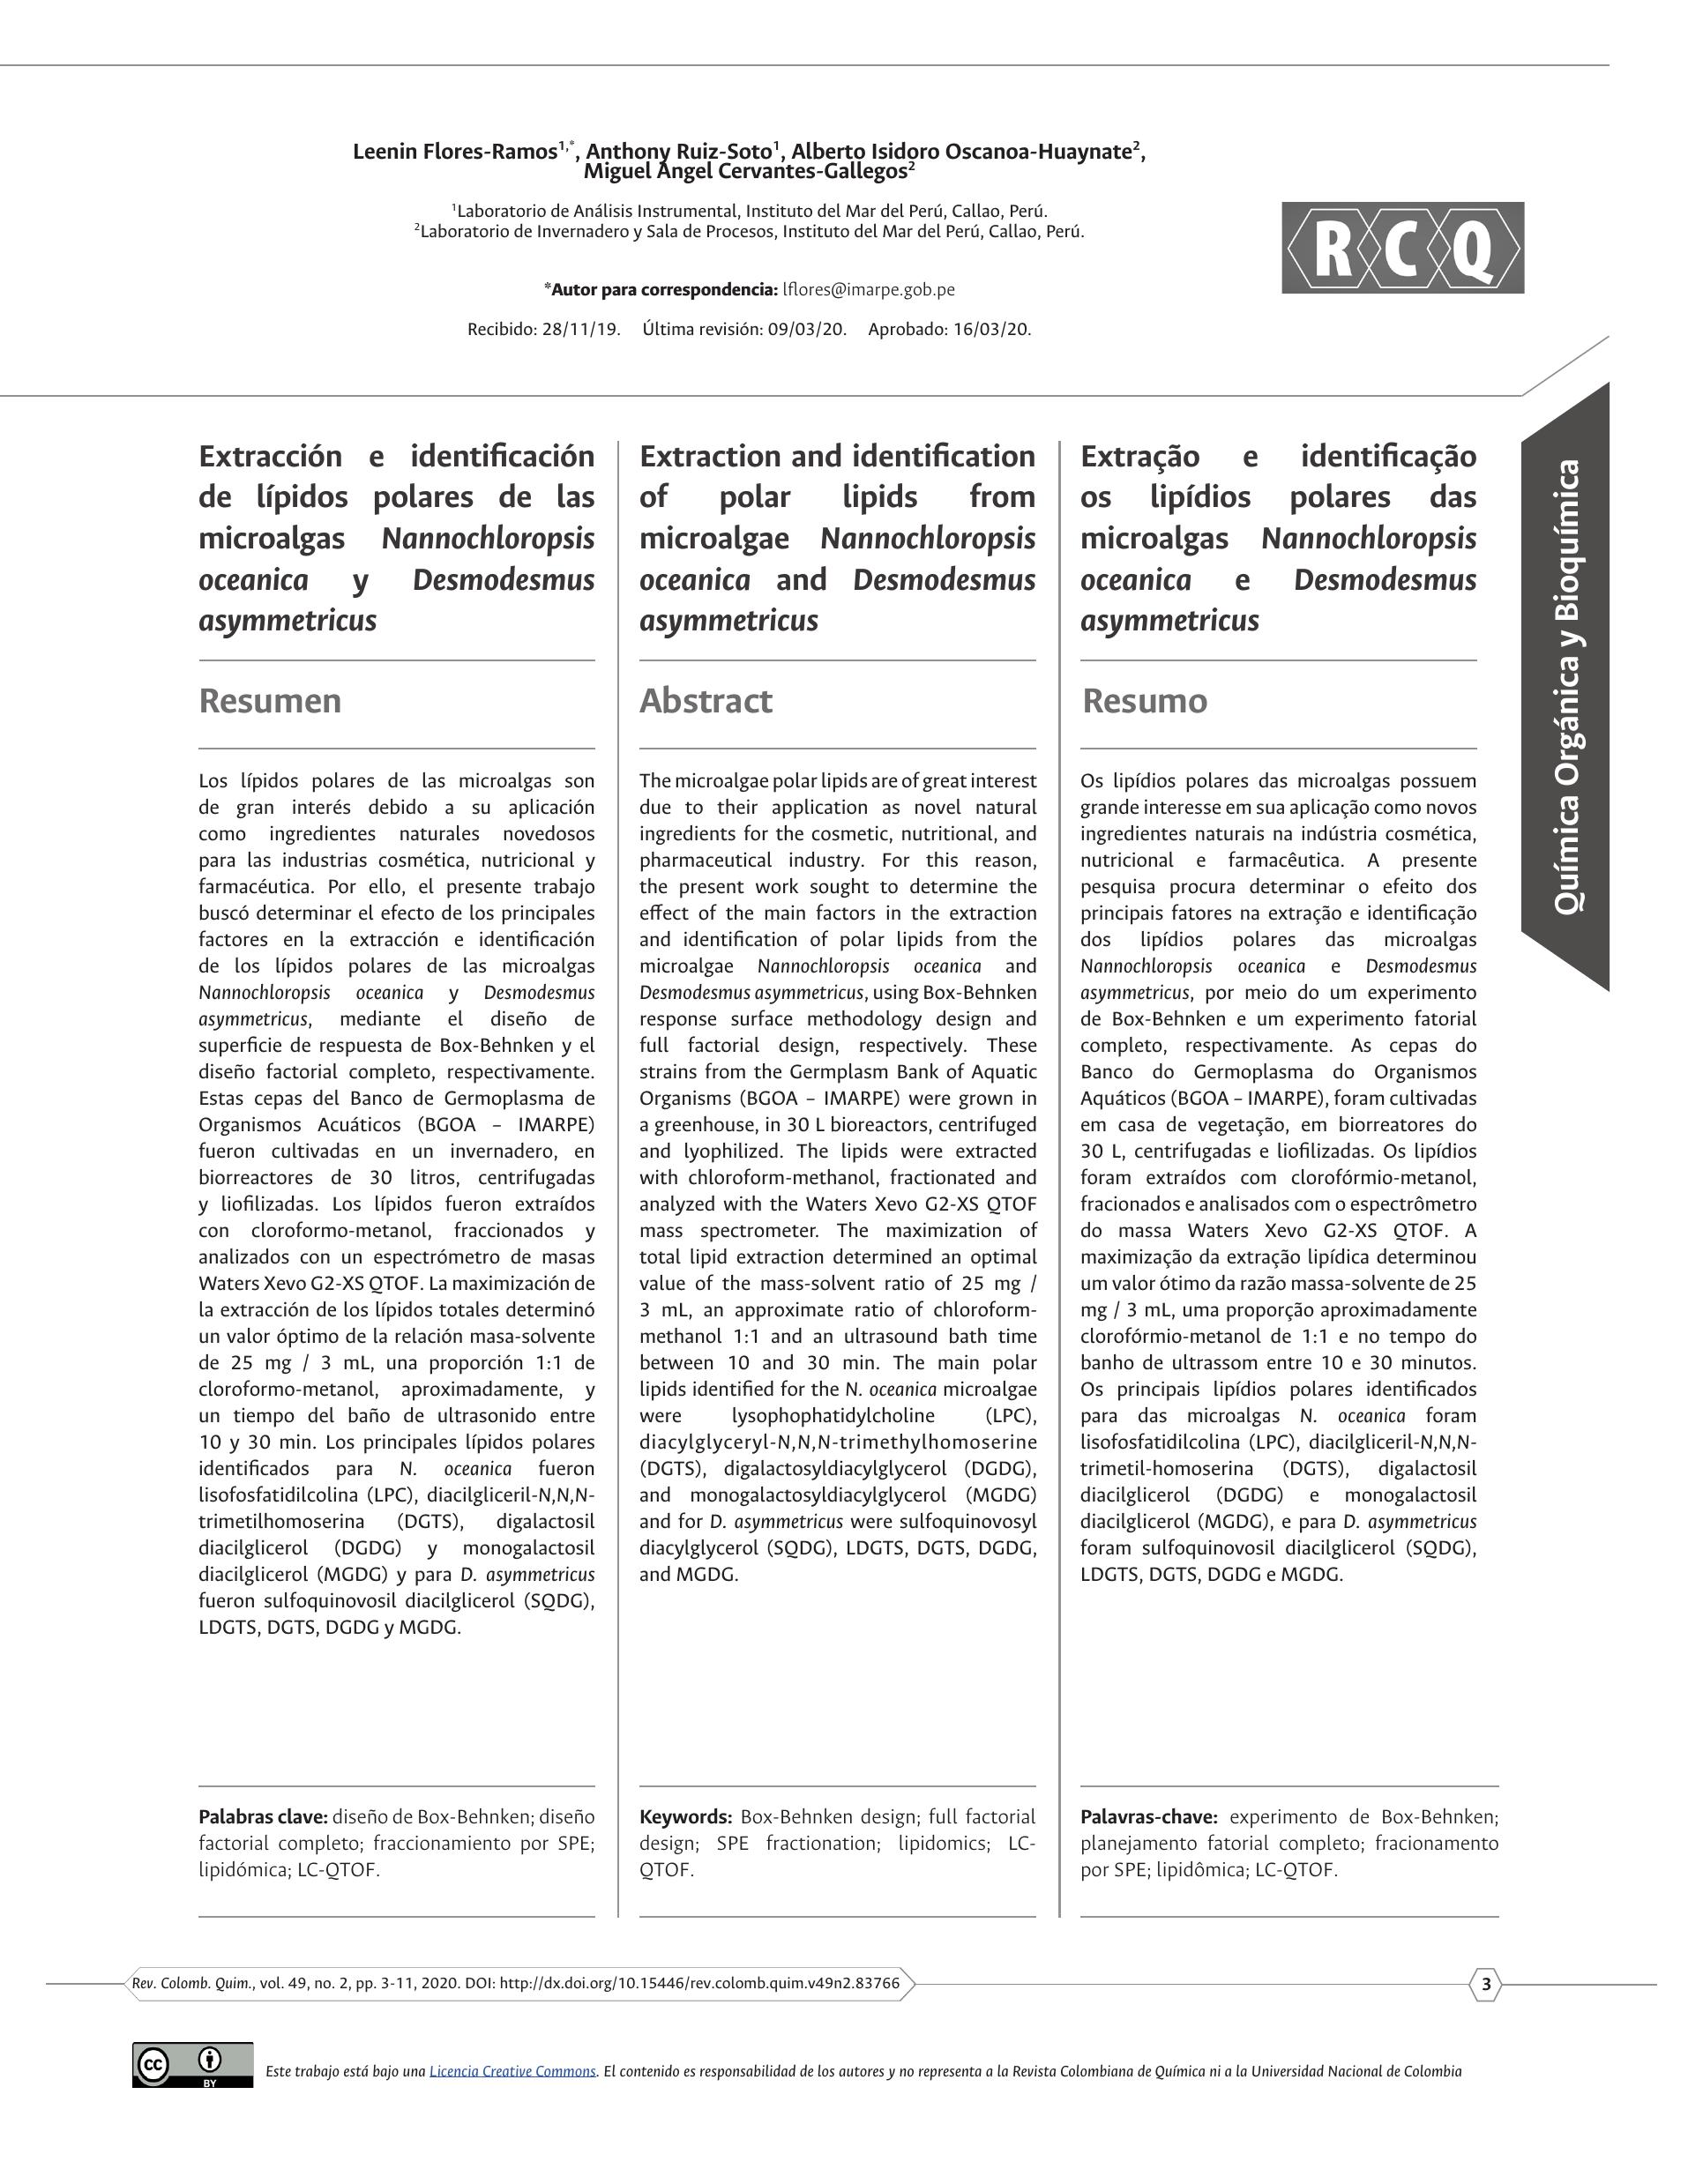 Leenin Flores-Ramos1,*, Anthony Ruiz-Soto1, Alberto Isidoro Oscanoa-Huaynate2,
Miguel Ángel Cervantes-Gallegos2
1Laboratorio de Análisis Instrumental, Instituto del Mar del Perú, Callao, Perú.
2Laboratorio de Invernadero y Sala de Procesos, Instituto del Mar del Perú, Callao, Perú.
*Autor para correspondencia: lflores@imarpe.gob.pe
Recibido: 28/11/19. Última revisión: 09/03/20. Aprobado: 16/03/20.
RCQ
Química Orgánica y Bioquímica
Extracción e identificación
de lípidos polares de las
microalgas Nannochloropsis
oceanica y Desmodesmus
asymmetricus
Resumen
Los lípidos polares de las microalgas son
de gran interés debido a su aplicación
como ingredientes naturales novedosos
para las industrias cosmética, nutricional y
farmacéutica. Por ello, el presente trabajo
buscó determinar el efecto de los principales
factores en la extracción e identificación
de los lípidos polares de las microalgas
Nannochloropsis oceanica y Desmodesmus
asymmetricus, mediante el diseño de
superficie de respuesta de Box-Behnken y el
diseño factorial completo, respectivamente.
Estas cepas del Banco de Germoplasma de
Organismos Acuáticos (BGOA – IMARPE)
fueron cultivadas en un invernadero, en
biorreactores de 30 litros, centrifugadas
y liofilizadas. Los lípidos fueron extraídos
con cloroformo-metanol, fraccionados y
analizados con un espectrómetro de masas
Waters Xevo G2-XS QTOF. La maximización de
la extracción de los lípidos totales determinó
un valor óptimo de la relación masa-solvente
de 25 mg / 3 mL, una proporción 1:1 de
cloroformo-metanol, aproximadamente, y
un tiempo del baño de ultrasonido entre
10 y 30 min. Los principales lípidos polares
identificados para N. oceanica fueron
lisofosfatidilcolina (LPC), diacilgliceril-N,N,N-
trimetilhomoserina (DGTS), digalactosil
diacilglicerol (DGDG) y monogalactosil
diacilglicerol (MGDG) y para D. asymmetricus
fueron sulfoquinovosil diacilglicerol (SQDG),
LDGTS, DGTS, DGDG y MGDG.
Palabras clave: diseño de Box-Behnken; diseño
factorial completo; fraccionamiento por SPE;
lipidómica; LC-QTOF.
Extraction and identification
of polar lipids from
microalgae Nannochloropsis
oceanica and Desmodesmus
asymmetricus
Abstract
The microalgae polar lipids are of great interest
due to their application as novel natural
ingredients for the cosmetic, nutritional, and
pharmaceutical industry. For this reason,
the present work sought to determine the
effect of the main factors in the extraction
and identification of polar lipids from the
microalgae Nannochloropsis oceanica and
Desmodesmus asymmetricus, using Box-Behnken
response surface methodology design and
full factorial design, respectively. These
strains from the Germplasm Bank of Aquatic
Organisms (BGOA – IMARPE) were grown in
a greenhouse, in 30 L bioreactors, centrifuged
and lyophilized. The lipids were extracted
with chloroform-methanol, fractionated and
analyzed with the Waters Xevo G2-XS QTOF
mass spectrometer. The maximization of
total lipid extraction determined an optimal
value of the mass-solvent ratio of 25 mg /
3 mL, an approximate ratio of chloroform-
methanol 1:1 and an ultrasound bath time
between 10 and 30 min. The main polar
lipids identified for the N. oceanica microalgae
were lysophophatidylcholine (LPC),
diacylglyceryl-N,N,N-trimethylhomoserine
(DGTS), digalactosyldiacylglycerol (DGDG),
and monogalactosyldiacylglycerol (MGDG)
and for D. asymmetricus were sulfoquinovosyl
diacylglycerol (SQDG), LDGTS, DGTS, DGDG,
and MGDG.
Keywords: Box-Behnken design; full factorial
design; SPE fractionation; lipidomics; LC-
QTOF.
Extração e identificação
os lipídios polares das
microalgas Nannochloropsis
oceanica e Desmodesmus
asymmetricus
Resumo
Os lipídios polares das microalgas possuem
grande interesse em sua aplicação como novos
ingredientes naturais na indústria cosmética,
nutricional e farmacêutica. A presente
pesquisa procura determinar o efeito dos
principais fatores na extração e identificação
dos lipídios polares das microalgas
Nannochloropsis oceanica e Desmodesmus
asymmetricus, por meio do um experimento
de Box-Behnken e um experimento fatorial
completo, respectivamente. As cepas do
Banco do Germoplasma do Organismos
Aquáticos (BGOA – IMARPE), foram cultivadas
em casa de vegetação, em biorreatores do
30 L, centrifugadas e liofilizadas. Os lipídios
foram extraídos com clorofórmio-metanol,
fracionados e analisados com o espectrômetro
do massa Waters Xevo G2-XS QTOF. A
maximização da extração lipídica determinou
um valor ótimo da razão massa-solvente de 25
mg / 3 mL, uma proporção aproximadamente
clorofórmio-metanol de 1:1 e no tempo do
banho de ultrassom entre 10 e 30 minutos.
Os principais lipídios polares identificados
para das microalgas N. oceanica foram
lisofosfatidilcolina (LPC), diacilgliceril-N,N,N-
trimetil-homoserina (DGTS), digalactosil
diacilglicerol (DGDG) e monogalactosil
diacilglicerol (MGDG), e para D. asymmetricus
foram sulfoquinovosil diacilglicerol (SQDG),
LDGTS, DGTS, DGDG e MGDG.
Palavras-chave: experimento de Box-Behnken;
planejamento fatorial completo; fracionamento
por SPE; lipidômica; LC-QTOF.
Rev. Colomb. Quim., vol. 49, no. 2, pp. 3-11, 2020. DOI: http://dx.doi.org/10.15446/rev.colomb.quim.v49n2.83766
3
cc
BY
Este trabajo está bajo una Licencia Creative Commons. El contenido es responsabilidad de los autores y no representa a la Revista Colombiana de Química ni a la Universidad Nacional de Colombia